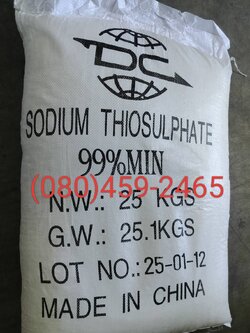 DC
SODIUM THIOSULPHATE
99%MIN
(080)459-2465
N.W.: 25 KGS
G.W.: 25.1KGS
LOT NO.: 25-01-12
MADE IN CHINA